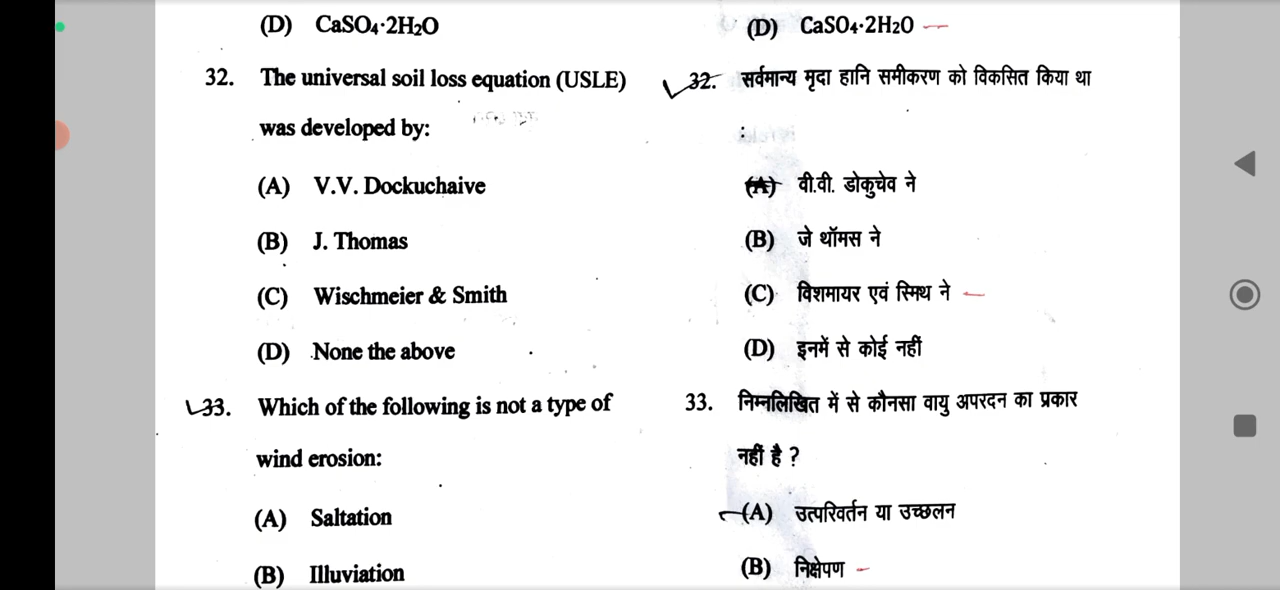 (D) CaSO4·2H2O
32. The universal soil loss equation (USLE)
was developed by:
(A) V.V. Dockuchaive
(B) J. Thomas
(C) Wischmeier & Smith
(D) None the above
33. Which of the following is not a type of
wind erosion:
(A) Saltation
(B) Illuviation
(D) CaSO4·2H2O
32. सर्वमान्य मृदा हानि समीकरण को विकसित किया था
:
(A) वी.वी. डोकुचेव ने
(B) जे थॉमस ने
(C) विशमायर एवं स्मिथ ने
(D) इनमें से कोई नहीं
33. निम्नलिखित में से कौनसा वायु अपरदन का प्रकार
नहीं है ?
(A) उत्परिवर्तन या उच्छलन
(B) निक्षेपण